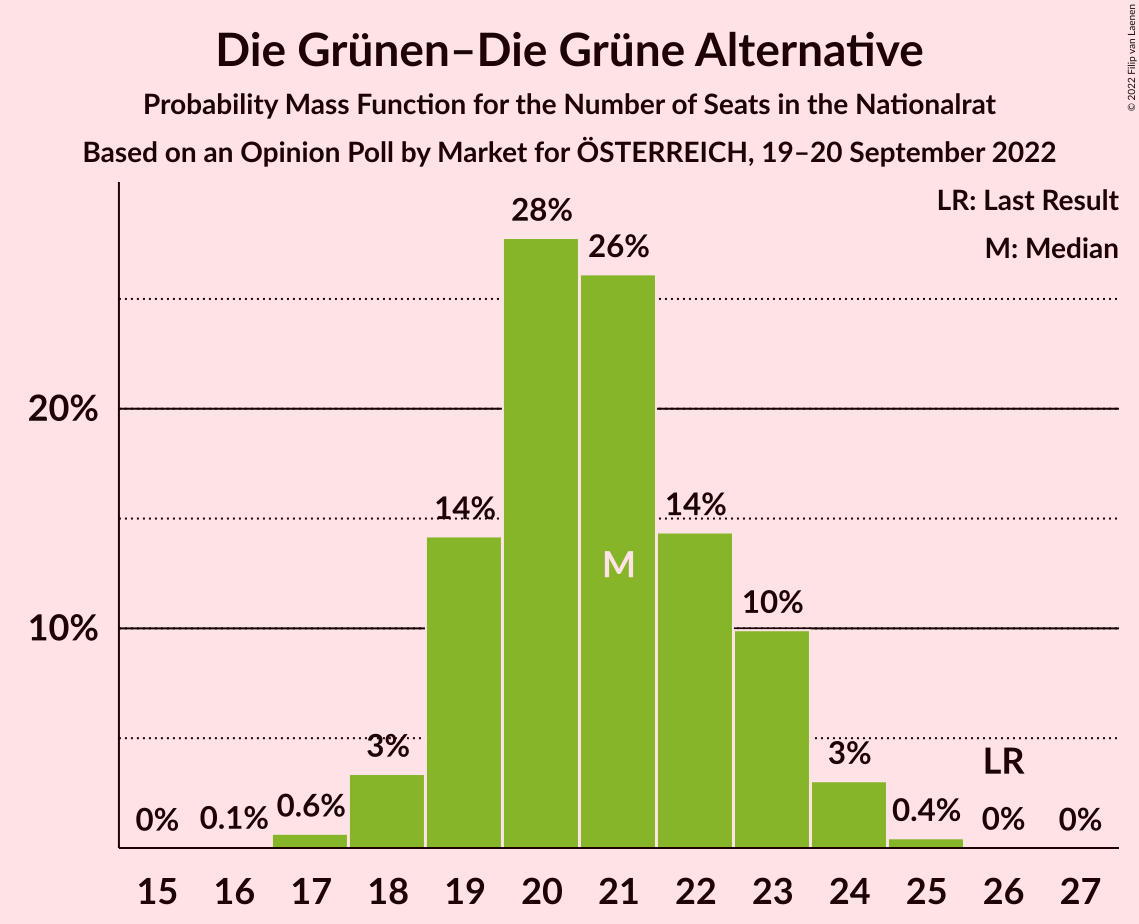 Die Grünen–Die Grüne Alternative
Probability Mass Function for the Number of Seats in the Nationalrat
Based on an Opinion Poll by Market for ÖSTERREICH, 19–20 September 2022
© 2022 Filip van Laenen
LR: Last Result
M: Median
28%
26%
20%
14%
14%
M
10%
10%
3%
3%
LR
0%
0.1%
0.6%
0.4%
0%
0%
15 16 17 18 19 20 21 22 23 24 25 26 27